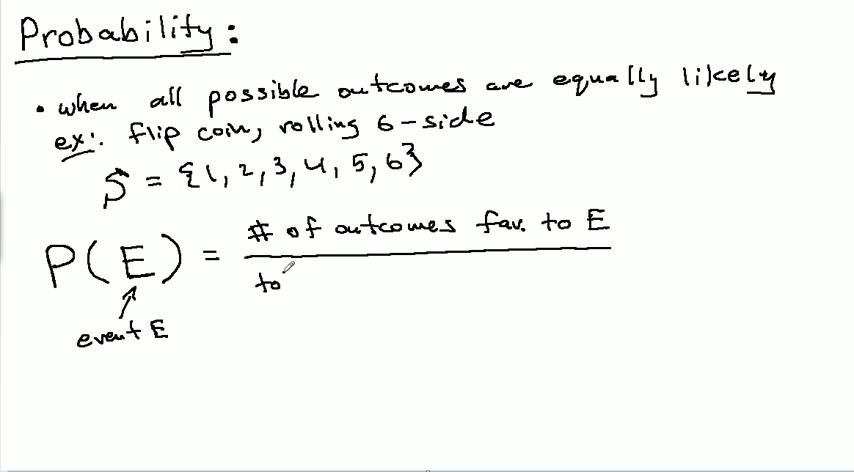 Probability:
• when all possible outcomes are equally likely
ex: flip coin, rolling 6-side
S = {1, 2, 3, 4, 5, 6}
# of outcomes fav. to E
P(E) =
to
event E